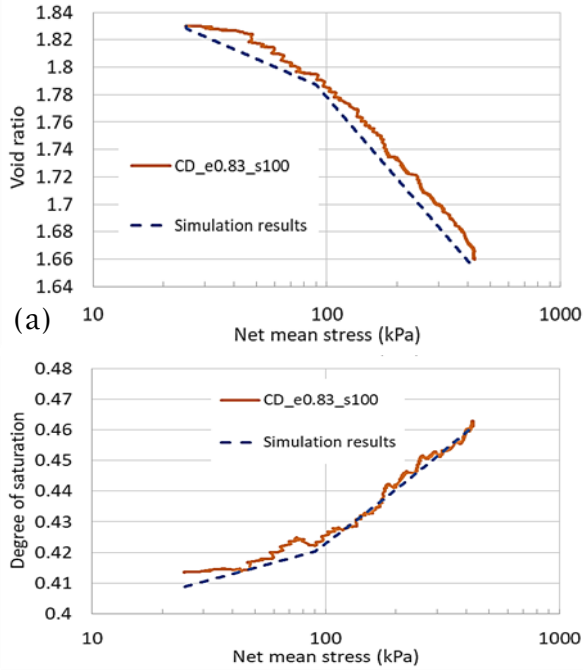 1.84
1.82
1.8
1.78
1.76
1.74
1.72
1.7
1.68
1.66
1.64
Void ratio
CD_e0.83_s100
Simulation results
10
100
1000
(a)
Net mean stress (kPa)
0.48
0.47
0.46
0.45
0.44
0.43
0.42
0.41
0.4
Degree of saturation
CD_e0.83_s100
Simulation results
10
100
1000
Net mean stress (kPa)